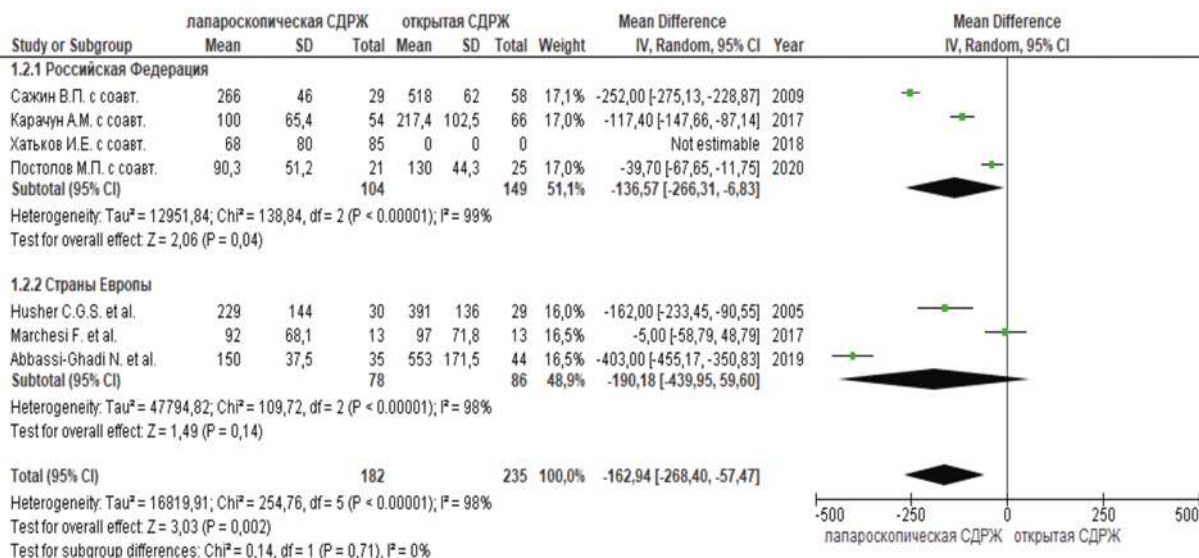 лапароскопическая СДРЖ открытая СДРЖ Mean Difference Mean Difference
Study or Subgroup Mean SD Total Mean SD Total Weight IV, Random, 95% CI Year IV, Random, 95% CI
1.2.1 Российская Федерация
Сажин В.П. с соавт. 266 46 29 518 62 58 17,1% -252,00 [-275,13, -228,87] 2009
Карачун А.М. с соавт. 100 65,4 54 217,4 102,5 66 17,0% -117,40 [-147,66, -87,14] 2017
Хатьков И.Е. с соавт. 68 80 85 0 0 0 Not estimable 2018
Постолов М.П. с соавт. 90,3 51,2 21 130 44,3 25 17,0% -39,70 [-67,65, -11,75] 2020
Subtotal (95% CI) 104 149 51,1% -136,57 [-266,31, -6,83]
Heterogeneity: Tau² = 12951,84; Chi² = 138,84, df = 2 (P < 0.00001); I² = 99%
Test for overall effect: Z = 2,06 (P = 0,04)
1.2.2 Страны Европы
Husher C.G.S. et al. 229 144 30 391 136 29 16,0% -162,00 [-233,45, -90,55] 2005
Marchesi F. et al. 92 68,1 13 97 71,8 13 16,5% -5,00 [-58,79, 48,79] 2017
Abbassi-Ghadi N. et al. 150 37,5 35 553 171,5 44 16,5% -403,00 [-455,17, -350,83] 2019
Subtotal (95% CI) 78 86 48,9% -190,18 [-439,95, 59,60]
Heterogeneity: Tau² = 47794,82; Chi² = 109,72, df = 2 (P < 0.00001); I² = 98%
Test for overall effect: Z = 1,49 (P = 0,14)
Total (95% CI) 182 235 100,0% -162,94 [-268,40, -57,47]
Heterogeneity: Tau² = 16819,91; Chi² = 254,76, df = 5 (P < 0.00001); I² = 98%
-500 -250 0 250 500
Test for overall effect: Z = 3,03 (P = 0,002)
лапароскопическая СДРЖ открытая СДРЖ
Test for subgroup differences: Chi² = 0,14, df = 1 (P = 0,71), I² = 0%